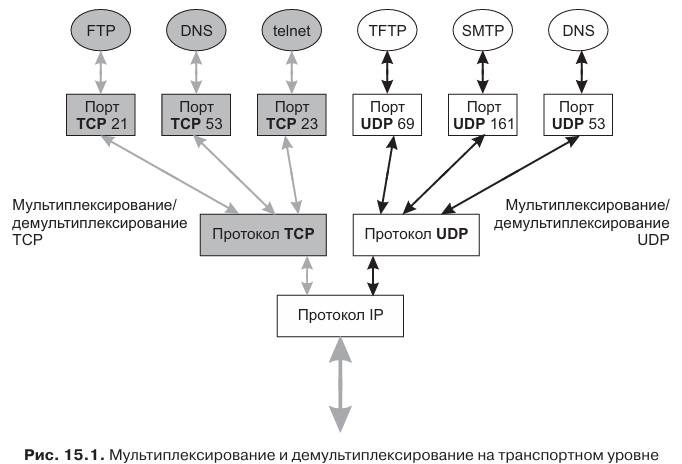 FTP
DNS
telnet
TFTP
SMTP
DNS
Порт
TCP 21
Порт
TCP 53
Порт
TCP 23
Порт
UDP 69
Порт
UDP 161
Порт
UDP 53
Мультиплексирование/
демультиплексирование
TCP
Протокол TCP
Протокол UDP
Мультиплексирование/
демультиплексирование
UDP
Протокол IP
Рис. 15.1. Мультиплексирование и демультиплексирование на транспортном уровне